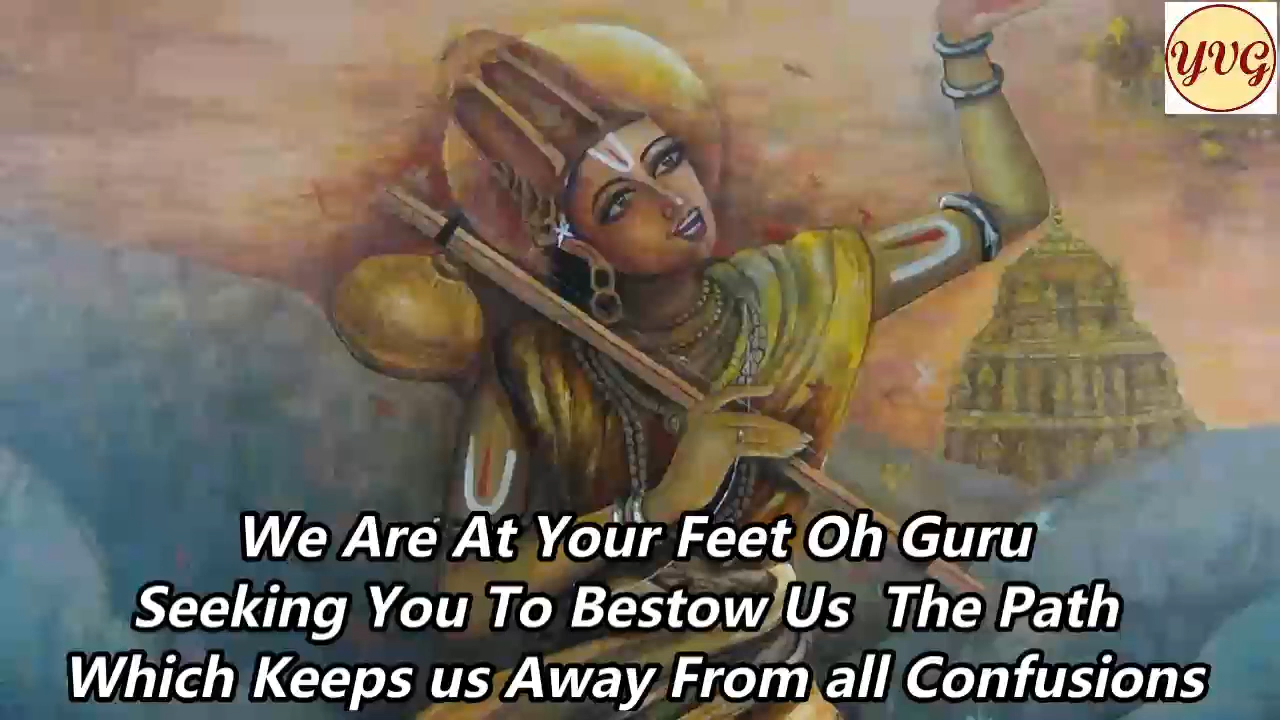 YVG
We Are At Your Feet Oh Guru
Seeking You To Bestow Us  The Path
Which Keeps us Away From all Confusions